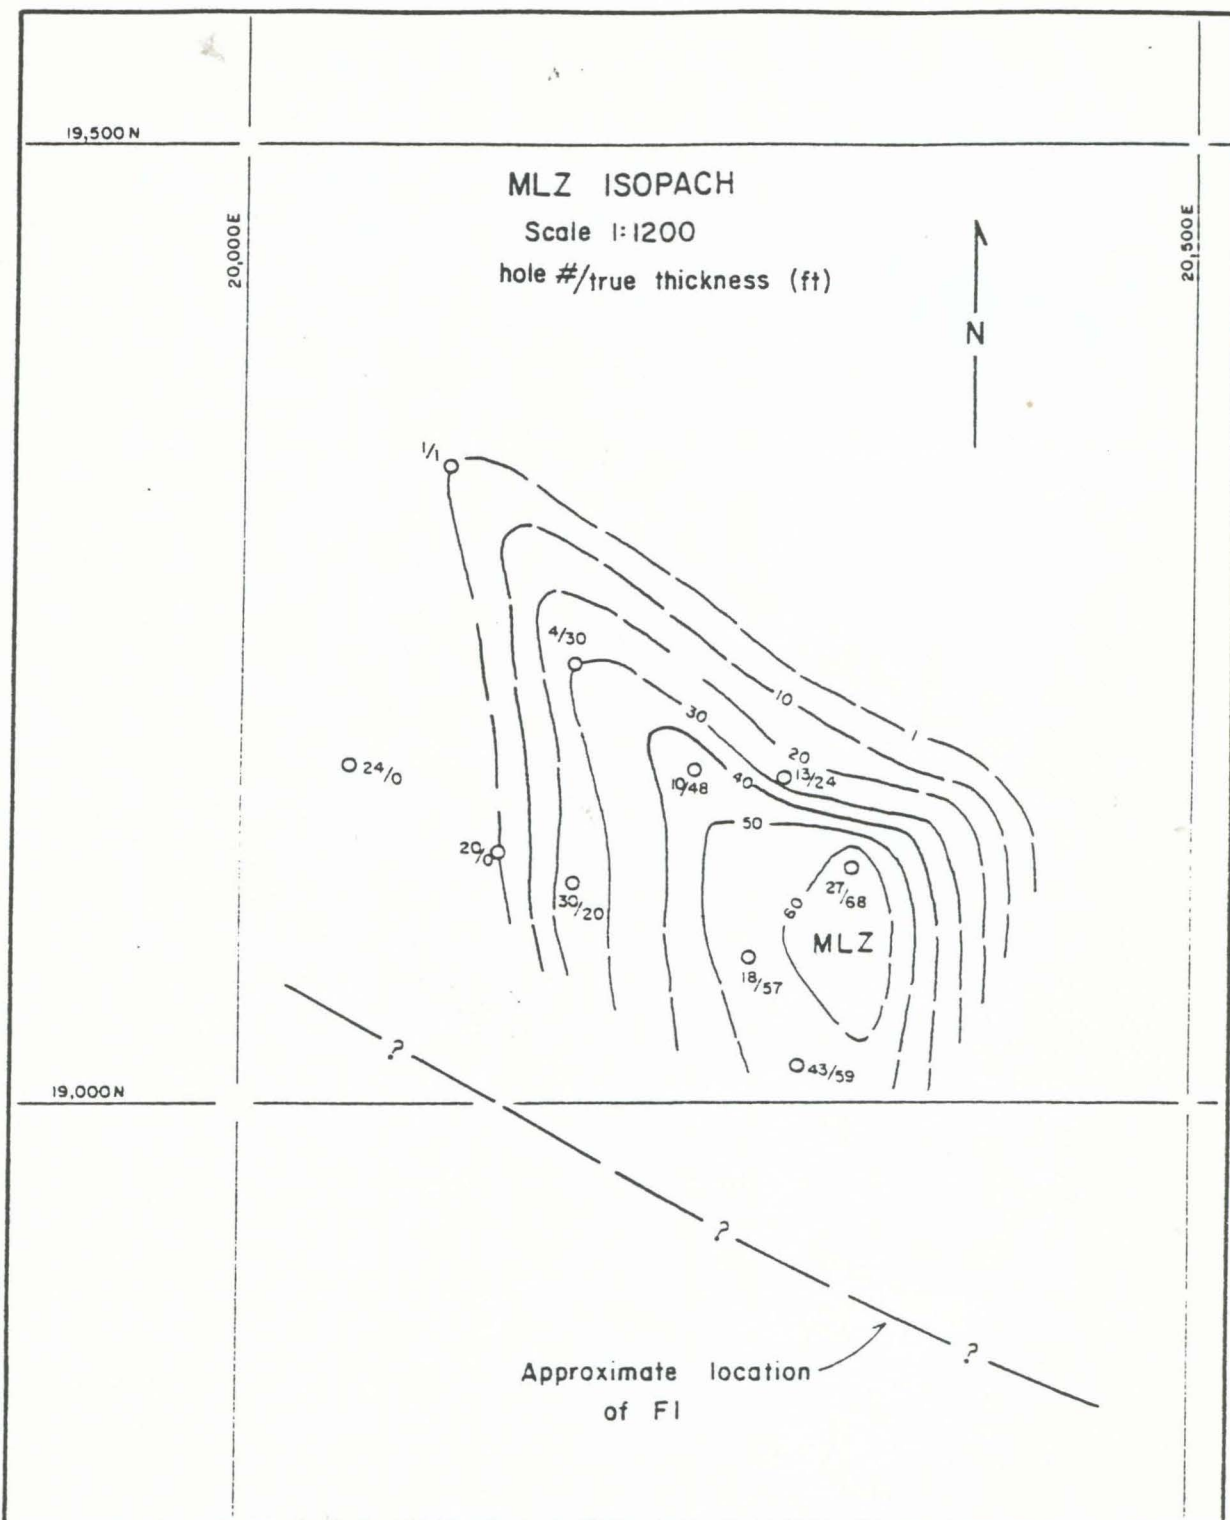 19,500 N
MLZ ISOPACH
Scale 1:1200
hole #/true thickness (ft)
20,000E
20,500E
N
1/1
4/30
30
10
1
20
24/0
10/48
40
13/24
50
20/0
30/20
27/68
60
MLZ
18/57
43/59
?
19,000 N
?
?
Approximate location
of F1